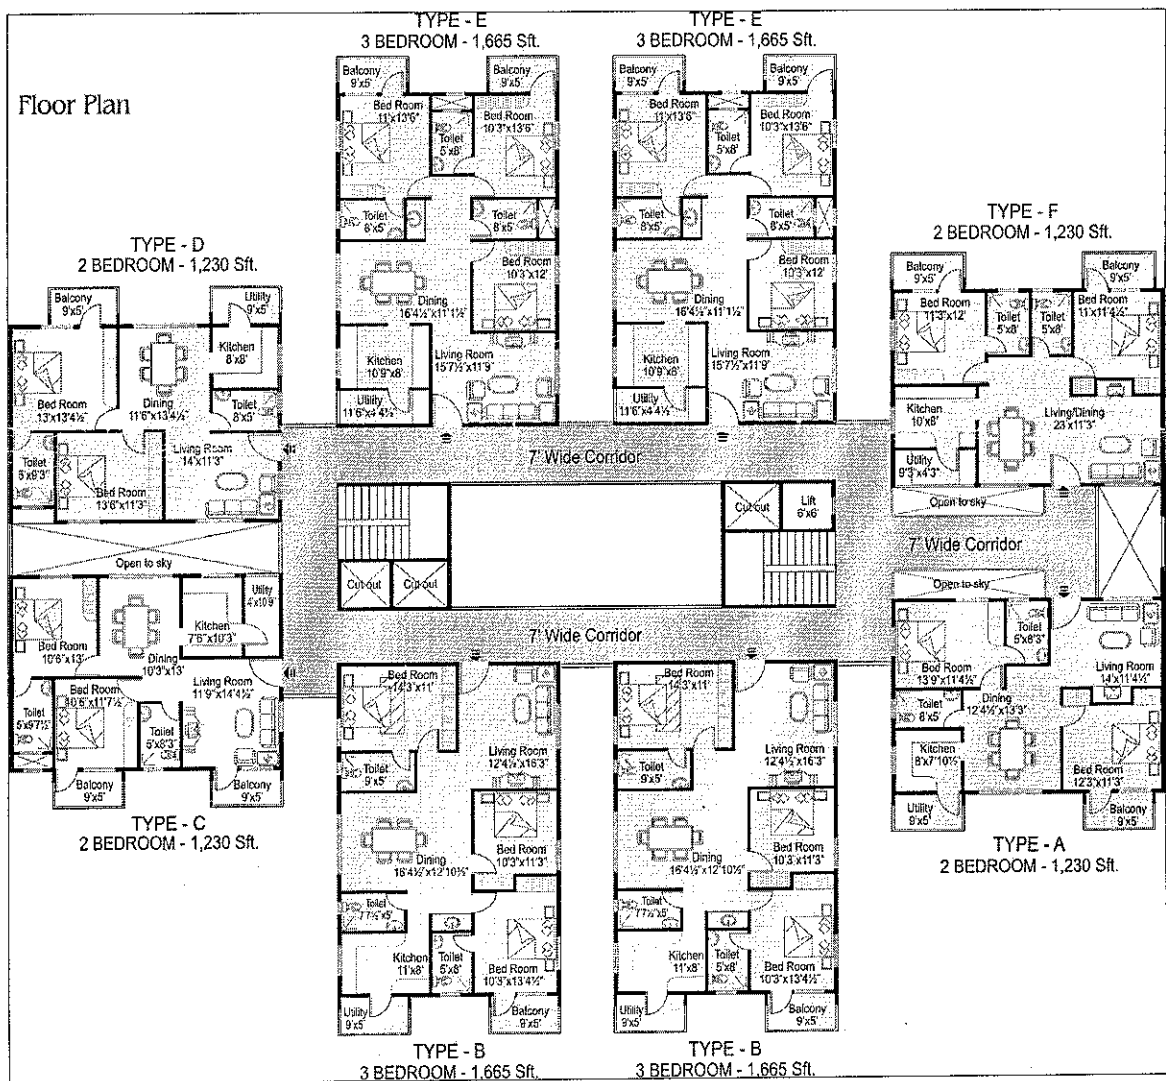 Floor Plan
TYPE - E
3 BEDROOM - 1,665 Sft.
Balcony
9'x5'
Balcony
9'x5'
Bed Room
11'x13'6"
Bed Room
10'3"x13'6"
Toilet
5'x8'
Toilet
8'x5'
Toilet
8'x5'
Bed Room
10'3"x12'
Dining
16'4½"x11'1½"
Kitchen
10'9"x8'
Living Room
15'7½"x11'9"
Utility
11'6"x4'4½"
TYPE - E
3 BEDROOM - 1,665 Sft.
Balcony
9'x5'
Balcony
9'x5'
Bed Room
11'x13'6"
Bed Room
10'3"x13'6"
Toilet
5'x8'
Toilet
8'x5'
Toilet
8'x5'
Bed Room
10'3"x12'
Dining
16'4½"x11'1½"
Kitchen
10'9"x8'
Living Room
15'7½"x11'9"
Utility
11'6"x4'4½"
TYPE - D
2 BEDROOM - 1,230 Sft.
Balcony
9'x5'
Utility
9'x5'
Kitchen
8'x8'
Bed Room
13'x13'4½"
Dining
11'6"x13'4½"
Toilet
8'x5'
Toilet
Living Room
14'x11'3"
Bed Room
13'6"x11'3"
Open to sky
TYPE - F
2 BEDROOM - 1,230 Sft.
Balcony
9'x5'
Balcony
9'x5'
Bed Room
11'3"x12'
Toilet
5'x8'
Toilet
5'x8'
Bed Room
11'x11'4½"
Kitchen
10'x8'
Living/Dining
23'x11'3"
Utility
9'3"x4'3"
Open to sky
7' Wide Corridor
Cut out
Lift
6'x6'
7' Wide Corridor
Cut out
Cut out
7' Wide Corridor
Open to sky
Bed Room
10'6"x13'
Dining
10'3"x13'
Kitchen
7'6"x10'3"
Utility
4'x10'9"
Living Room
11'9"x14'4½"
Bed Room
10'6"x11'7½"
Toilet
5'x9'7½"
Toilet
5'x8'3"
Balcony
9'x5'
Balcony
9'x5'
TYPE - C
2 BEDROOM - 1,230 Sft.
Bed Room
14'3"x11'
Living Room
12'4½"x16'3"
Toilet
9'x5'
Bed Room
10'3"x11'3"
Dining
16'4½"x12'10½"
Toilet
7'7½"x5'
Kitchen
11'x8'
Toilet
5'x8'
Bed Room
10'3"x13'4½"
Utility
9'x5'
Balcony
9'x5'
TYPE - B
3 BEDROOM - 1,665 Sft.
Bed Room
14'3"x11'
Living Room
12'4½"x16'3"
Toilet
9'x5'
Bed Room
10'3"x11'3"
Dining
16'4½"x12'10½"
Toilet
7'7½"x5'
Kitchen
11'x8'
Toilet
5'x8'
Bed Room
10'3"x13'4½"
Utility
9'x5'
Balcony
9'x5'
TYPE - B
3 BEDROOM - 1,665 Sft.
Bed Room
13'9"x11'4½"
Toilet
5'x8'3"
Living Room
14'x11'4½"
Toilet
8'x5'
Dining
12'4½"x13'3"
Kitchen
8'x7'10½"
Bed Room
12'3"x11'3"
Utility
9'x5'
Balcony
9'x5'
TYPE - A
2 BEDROOM - 1,230 Sft.